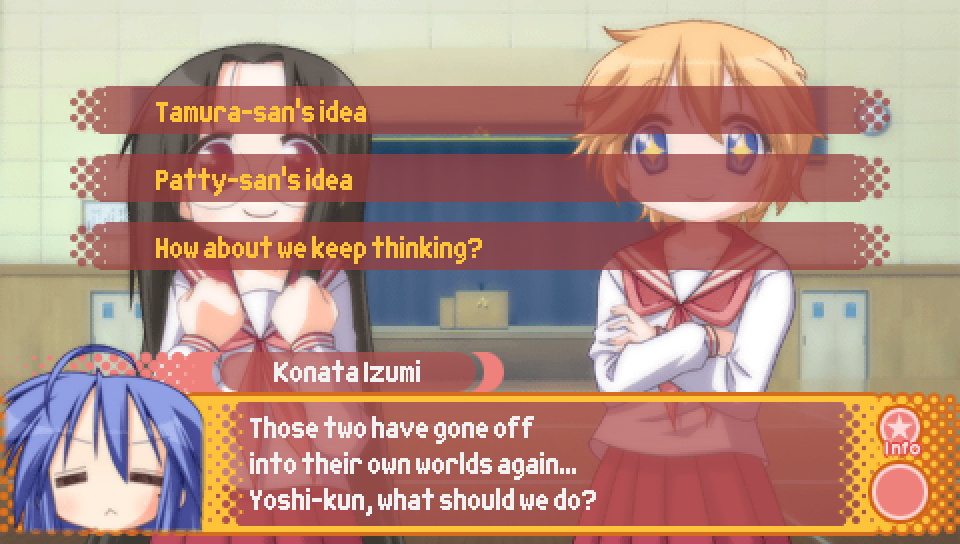 Tamura-san's idea
Patty-san's idea
How about we keep thinking?
Konata Izumi
Those two have gone off
into their own worlds again...
Yoshi-kun, what should we do?
Info